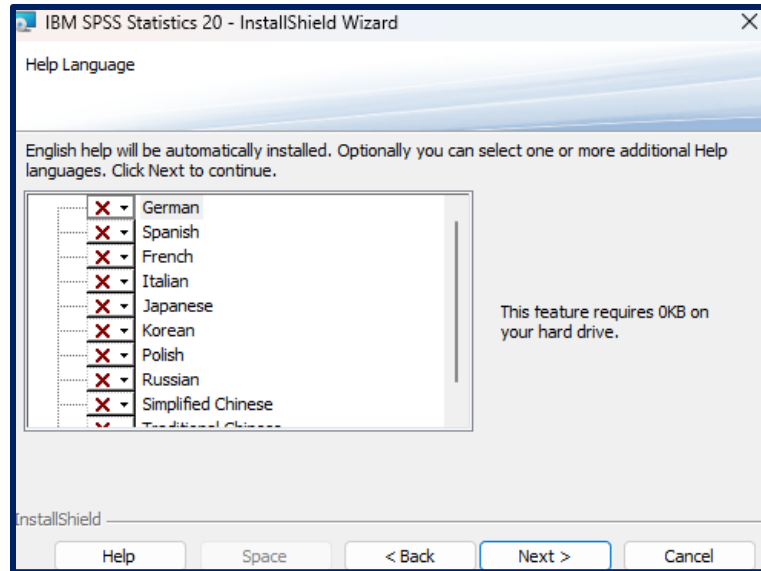 IBM SPSS Statistics 20 - InstallShield Wizard
Help Language
English help will be automatically installed. Optionally you can select one or more additional Help
languages. Click Next to continue.
German
Spanish
French
Italian
Japanese
Korean
Polish
Russian
Simplified Chinese
Traditional Chinese
This feature requires 0KB on
your hard drive.
InstallShield
Help
Space
< Back
Next >
Cancel